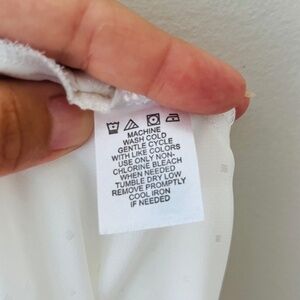 MACHINE
WASH COLD
GENTLE CYCLE
WITH LIKE COLORS
USE ONLY NON-
CHLORINE BLEACH
WHEN NEEDED
TUMBLE DRY LOW
REMOVE PROMPTLY
COOL IRON
IF NEEDED